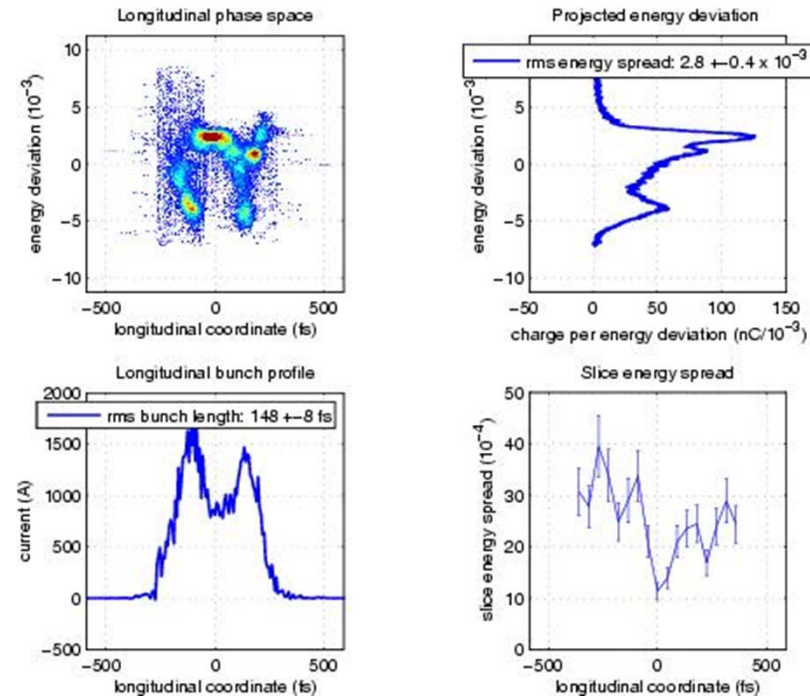 Longitudinal phase space
10
5
0
−5
−10
energy deviation (10^-3)
−500
0
500
longitudinal coordinate (fs)
Projected energy deviation
rms energy spread: 2.8 +−0.4 x 10^-3
5
0
−5
−10
energy deviation (10^-3
−50
0
50
100
150
charge per energy deviation (nC/10^-3)
Longitudinal bunch profile
2000
rms bunch length: 148 +−8 fs
1500
1000
500
0
−500
current (A)
−500
0
500
longitudinal coordinate (fs)
Slice energy spread
50
40
30
20
10
0
slice energy spread (10^-4)
−500
0
500
longitudinal coordinate (fs)